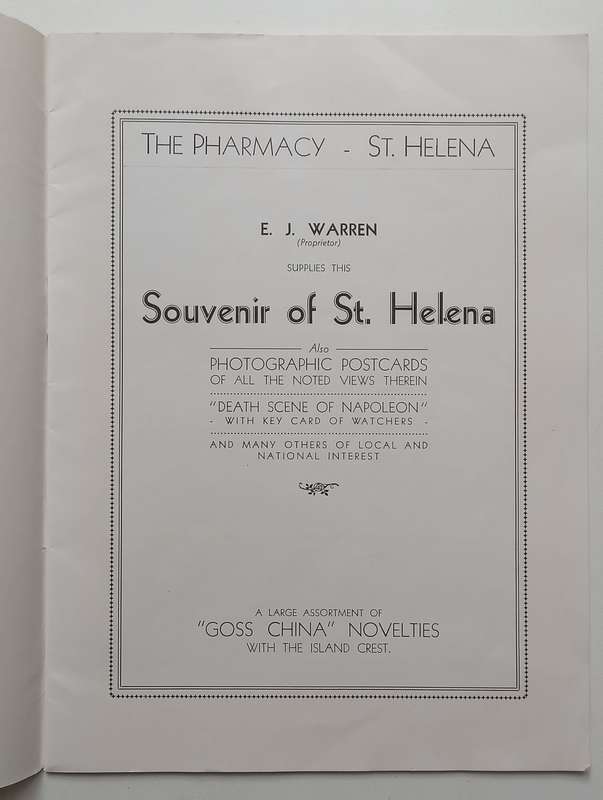 THE PHARMACY - ST. HELENA
E. J. WARREN
(Proprietor)
SUPPLIES THIS
Souvenir of St. Helena
Also
PHOTOGRAPHIC POSTCARDS
OF ALL THE NOTED VIEWS THEREIN
"DEATH SCENE OF NAPOLEON"
- WITH KEY CARD OF WATCHERS -
AND MANY OTHERS OF LOCAL AND
NATIONAL INTEREST
A LARGE ASSORTMENT OF
"GOSS CHINA" NOVELTIES
WITH THE ISLAND CREST.